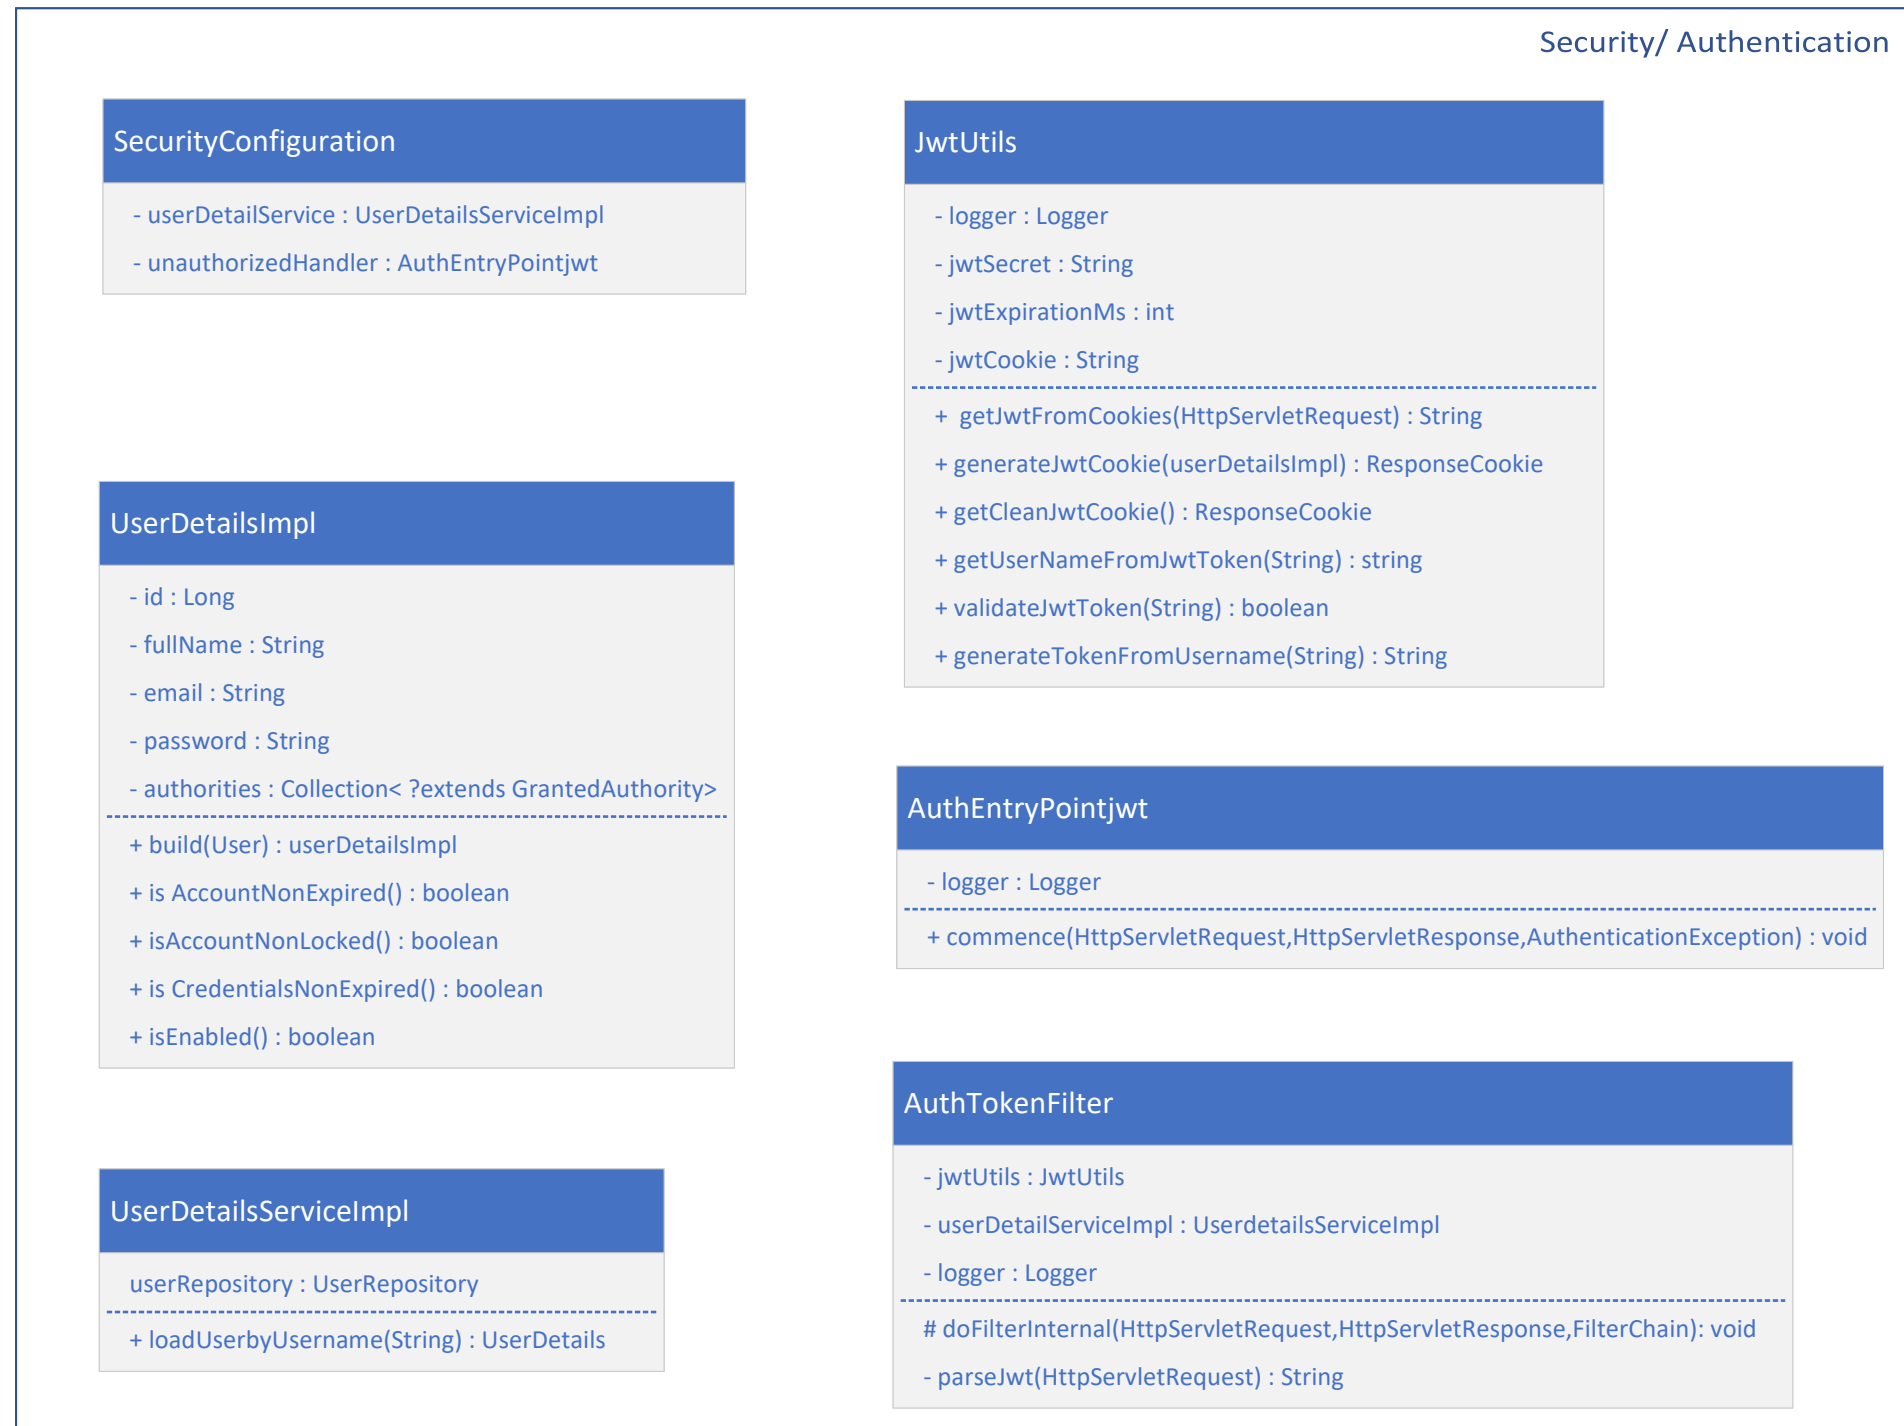 Security/ Authentication
SecurityConfiguration
- userDetailService : UserDetailsServiceImpl
- unauthorizedHandler : AuthEntryPointjwt
UserDetailsImpl
- id : Long
- fullName : String
- email : String
- password : String
- authorities : Collection< ?extends GrantedAuthority>
+ build(User) : userDetailsImpl
+ is AccountNonExpired() : boolean
+ isAccountNonLocked() : boolean
+ is CredentialsNonExpired() : boolean
+ isEnabled() : boolean
UserDetailsServiceImpl
userRepository : UserRepository
+ loadUserbyUsername(String) : UserDetails
JwtUtils
- logger : Logger
- jwtSecret : String
- jwtExpirationMs : int
- jwtCookie : String
+ getJwtFromCookies(HttpServletRequest) : String
+ generateJwtCookie(userDetailsImpl) : ResponseCookie
+ getCleanJwtCookie() : ResponseCookie
+ getUserNameFromJwtToken(String) : string
+ validateJwtToken(String) : boolean
+ generateTokenFromUsername(String) : String
AuthEntryPointjwt
- logger : Logger
+ commence(HttpServletRequest,HttpServletResponse,AuthenticationException) : void
AuthTokenFilter
- jwtUtils : JwtUtils
- userDetailServiceImpl : UserdetailsServiceImpl
- logger : Logger
# doFilterInternal(HttpServletRequest,HttpServletResponse,FilterChain): void
- parseJwt(HttpServletRequest) : String